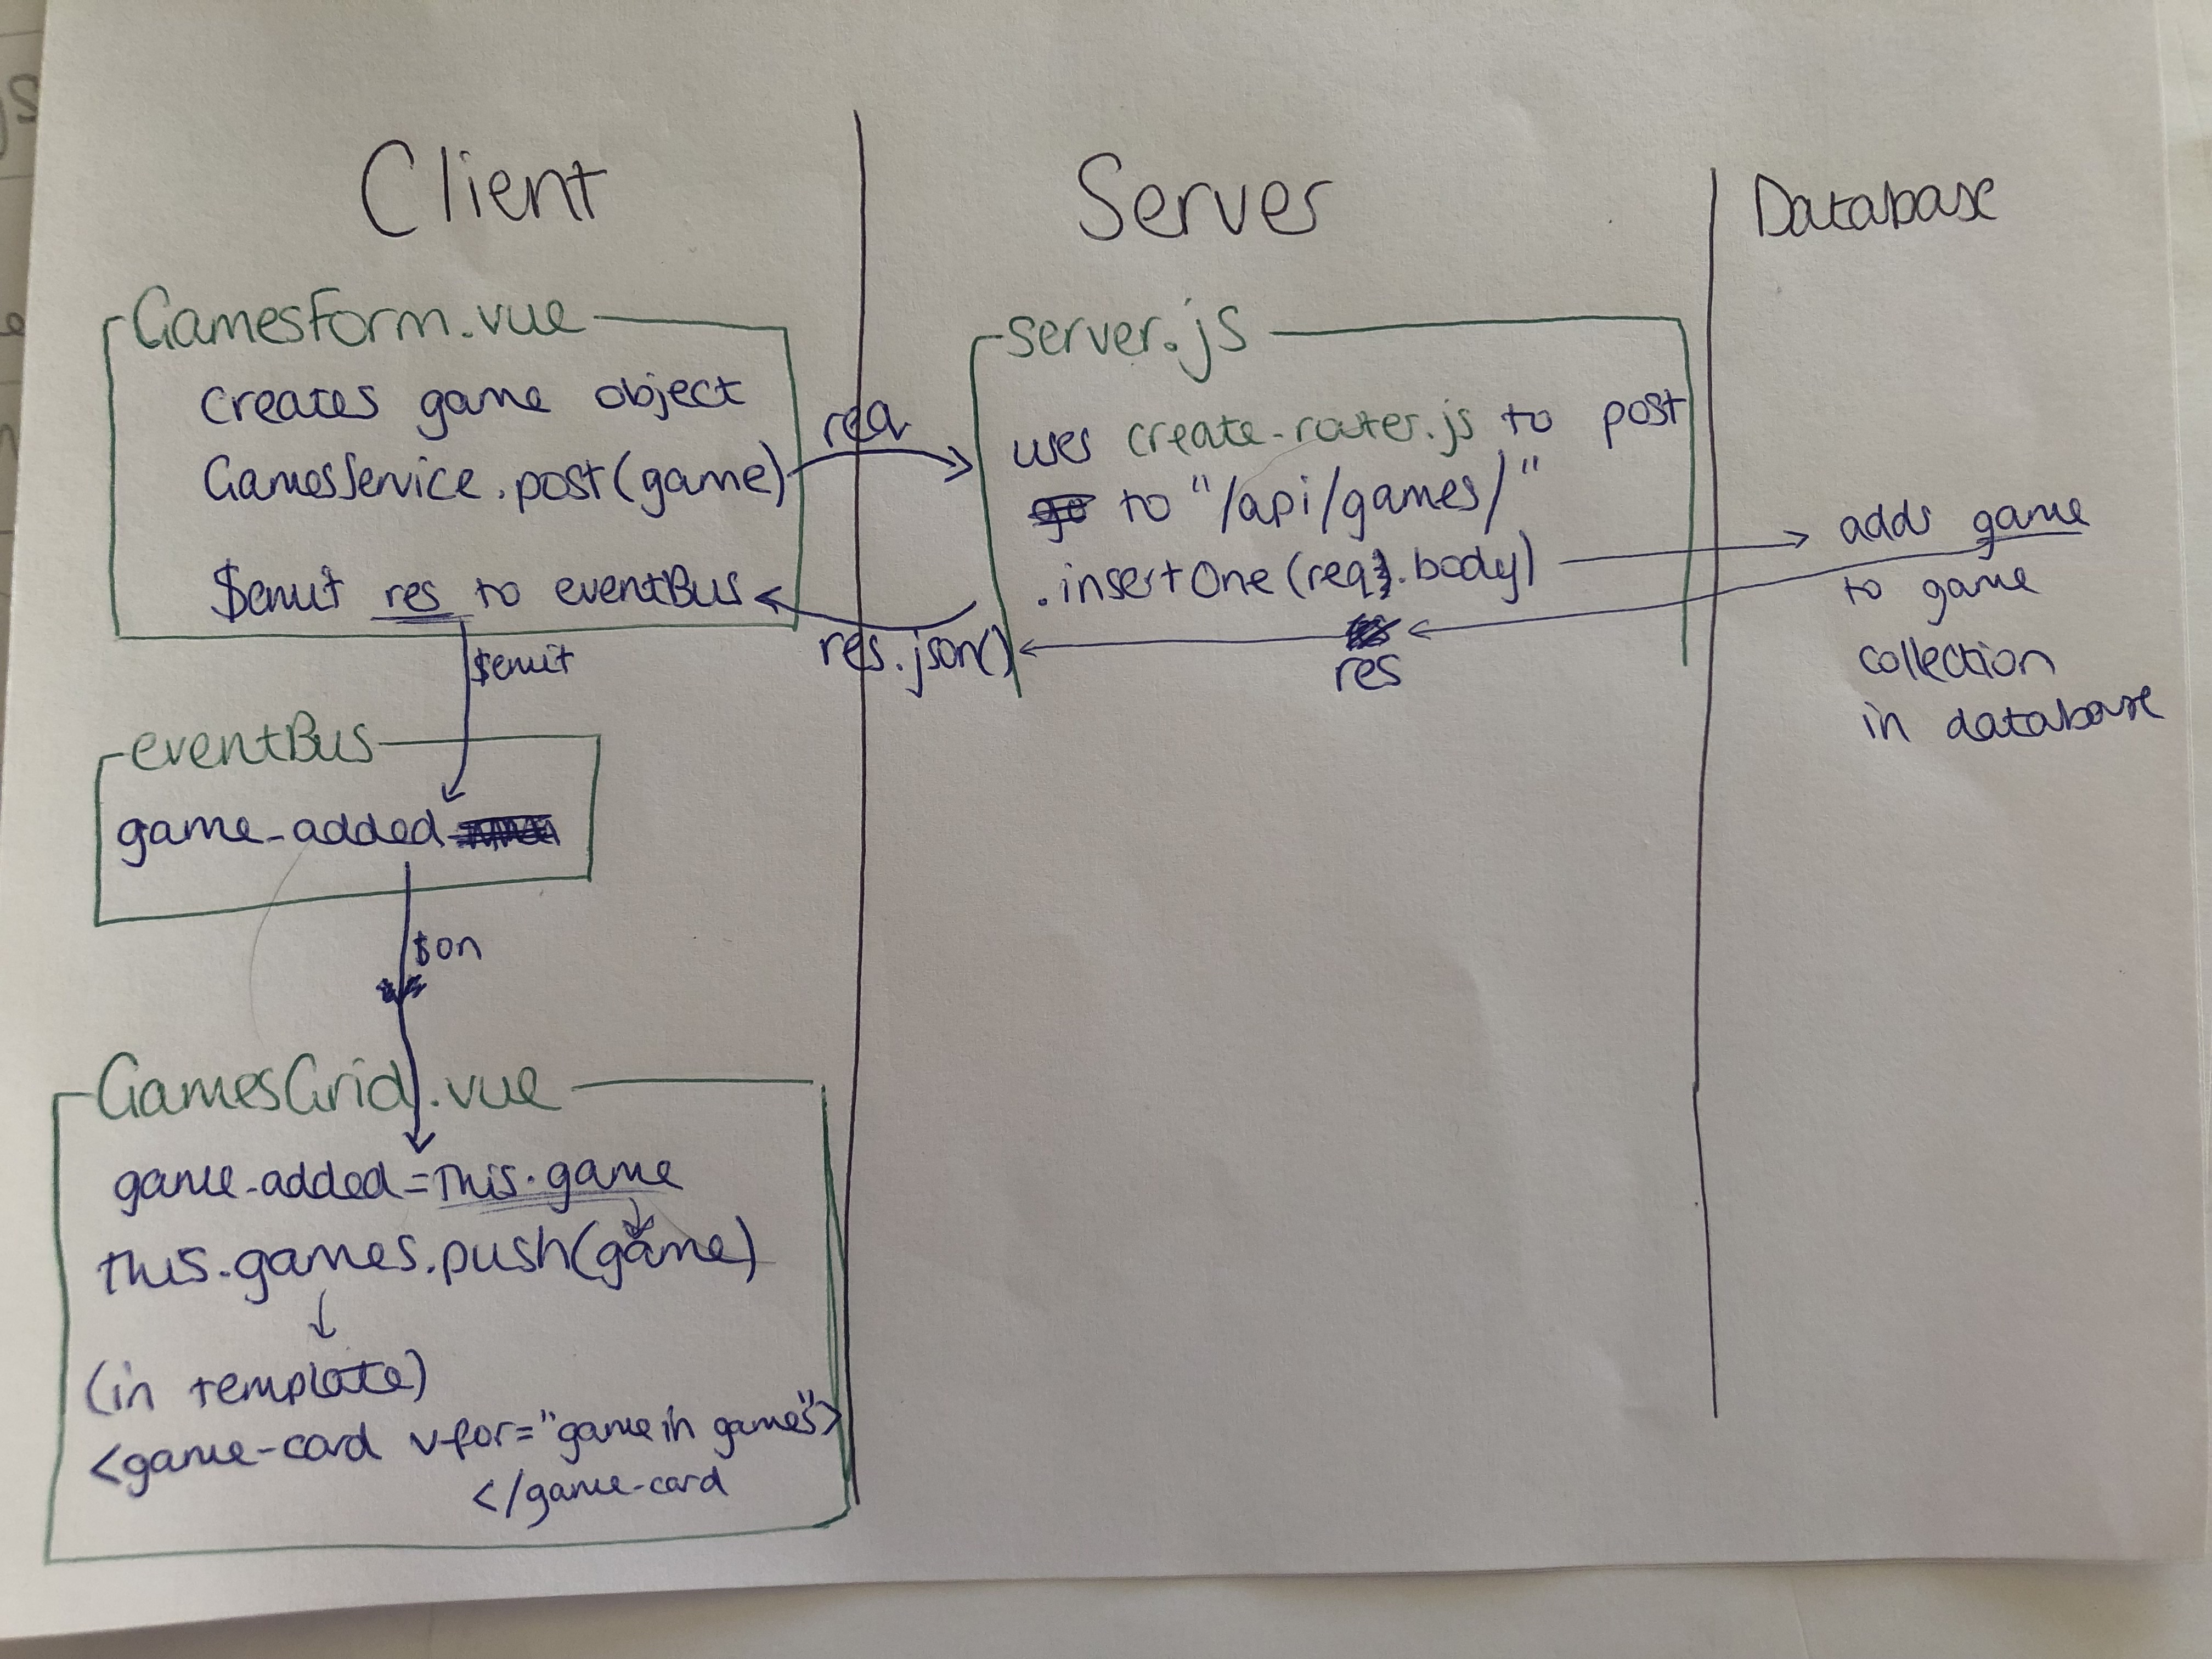 Client
GamesForm.vue
creates game object
GamesService.post(game)
$emit res to eventBus
$emit
eventBus
game-added
$on
GamesGrid.vue
game-added=this.game
this.games.push(game)
(in template)
<game-card v-for="game in games">
</game-card
req
res.json()
Server
server.js
uses create-router.js to post
to "/api/games/"
.insertOne(req.body)
res
Database
adds game
to game
collection
in database